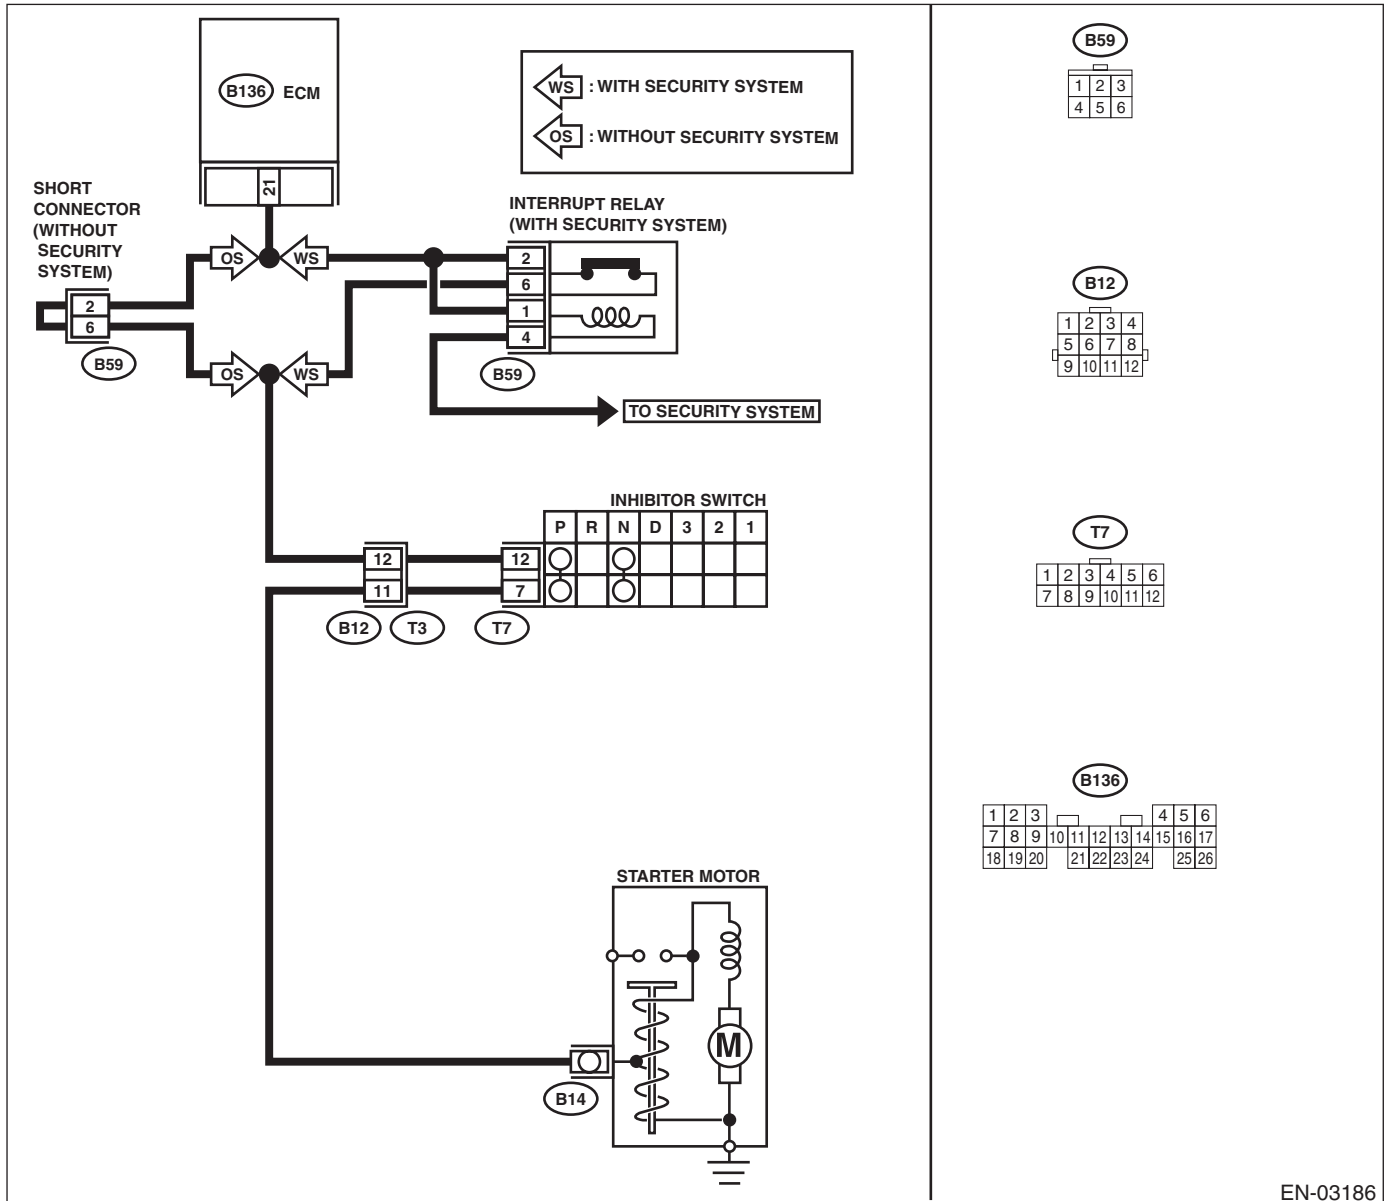 B136 ECM
21
WS : WITH SECURITY SYSTEM
OS : WITHOUT SECURITY SYSTEM
SHORT
CONNECTOR
(WITHOUT
SECURITY
SYSTEM)
2
6
B59
OS
WS
OS
WS
INTERRUPT RELAY
(WITH SECURITY SYSTEM)
2
6
1
4
B59
TO SECURITY SYSTEM
INHIBITOR SWITCH
P R N D 3 2 1
12 12
11 7
B12 T3 T7
STARTER MOTOR
M
B14
B59
1 2 3
4 5 6
B12
1 2 3 4
5 6 7 8
9 10 11 12
T7
1 2 3 4 5 6
7 8 9 10 11 12
B136
1 2 3 4 5 6
7 8 9 10 11 12 13 14 15 16 17
18 19 20 21 22 23 24 25 26
EN-03186